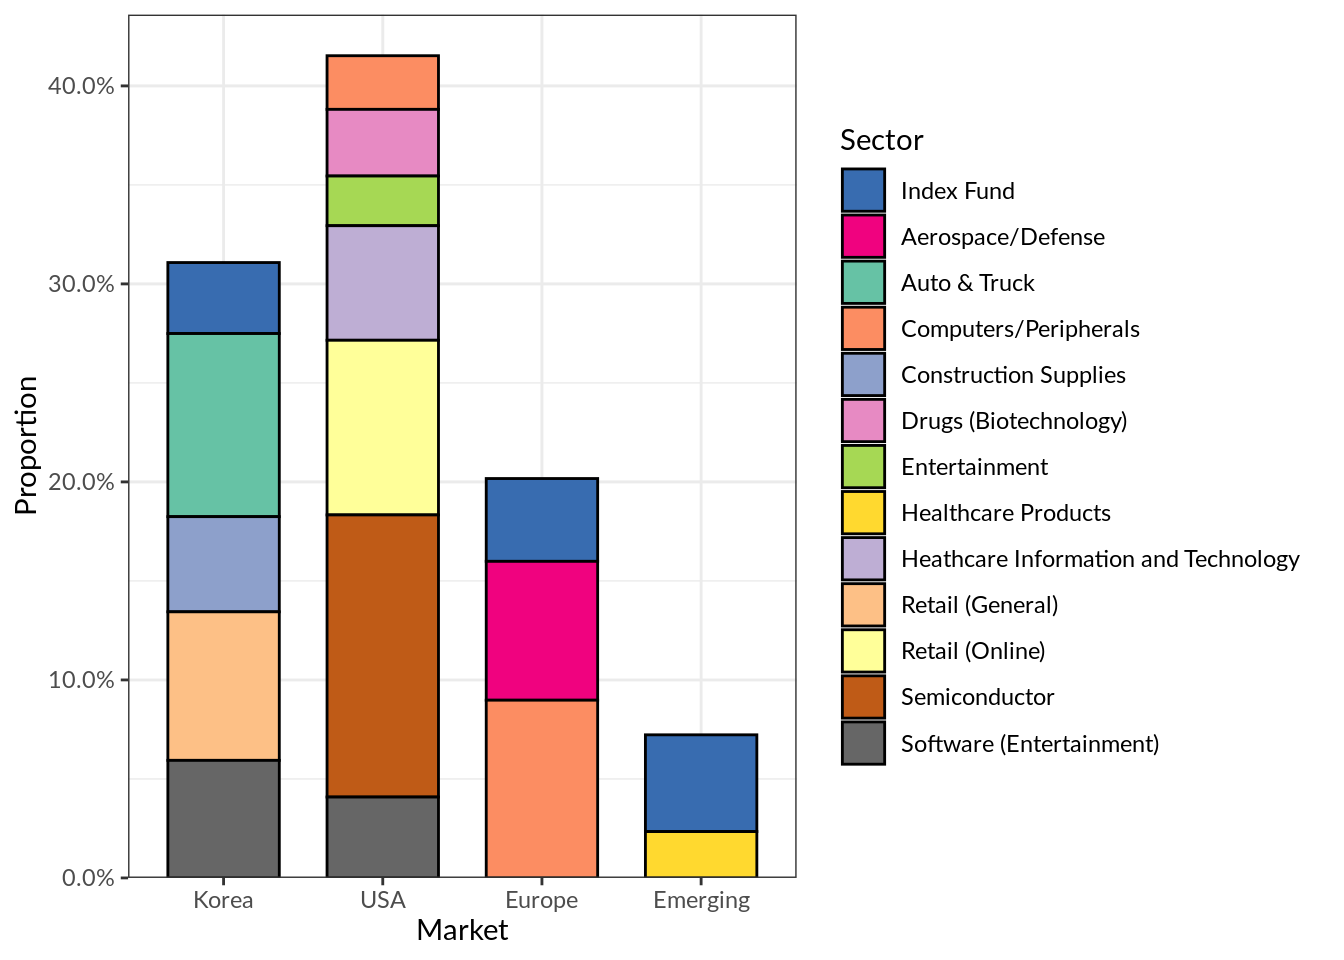 40.0%
30.0%
20.0%
10.0%
0.0%
Proportion
Korea USA Europe Emerging
Market
Sector
Index Fund
Aerospace/Defense
Auto & Truck
Computers/Peripherals
Construction Supplies
Drugs (Biotechnology)
Entertainment
Healthcare Products
Heathcare Information and Technology
Retail (General)
Retail (Online)
Semiconductor
Software (Entertainment)